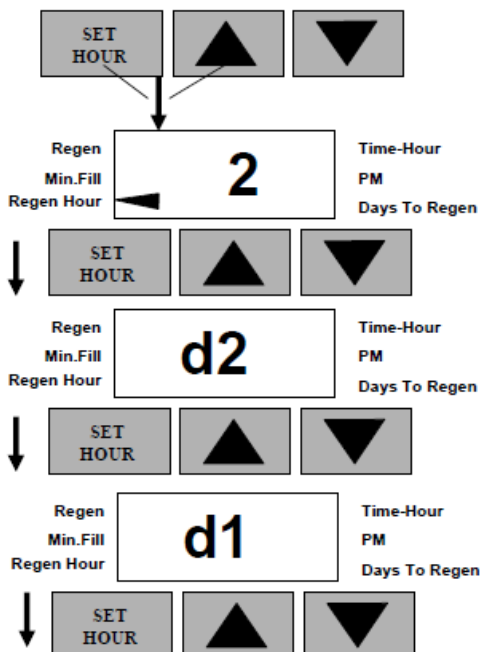 SET
HOUR
Regen
Min.Fill
Regen Hour
2
Time-Hour
PM
Days To Regen
SET
HOUR
Regen
Min.Fill
Regen Hour
d2
Time-Hour
PM
Days To Regen
SET
HOUR
Regen
Min.Fill
Regen Hour
d1
Time-Hour
PM
Days To Regen
SET
HOUR